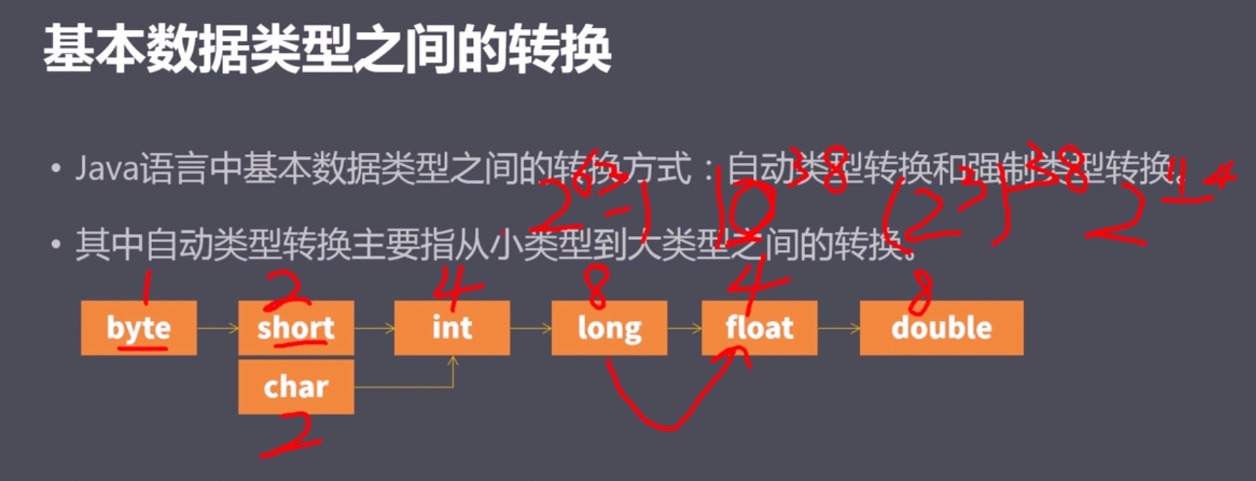 基本数据类型之间的转换
• Java语言中基本数据类型之间的转换方式：自动类型转换和强制类型转换。
2^63-1 10^38 (2^3)^38 2^114
• 其中自动类型转换主要指从小类型到大类型之间的转换。
1 2 4 8 4 8
byte short int long float double
char
2